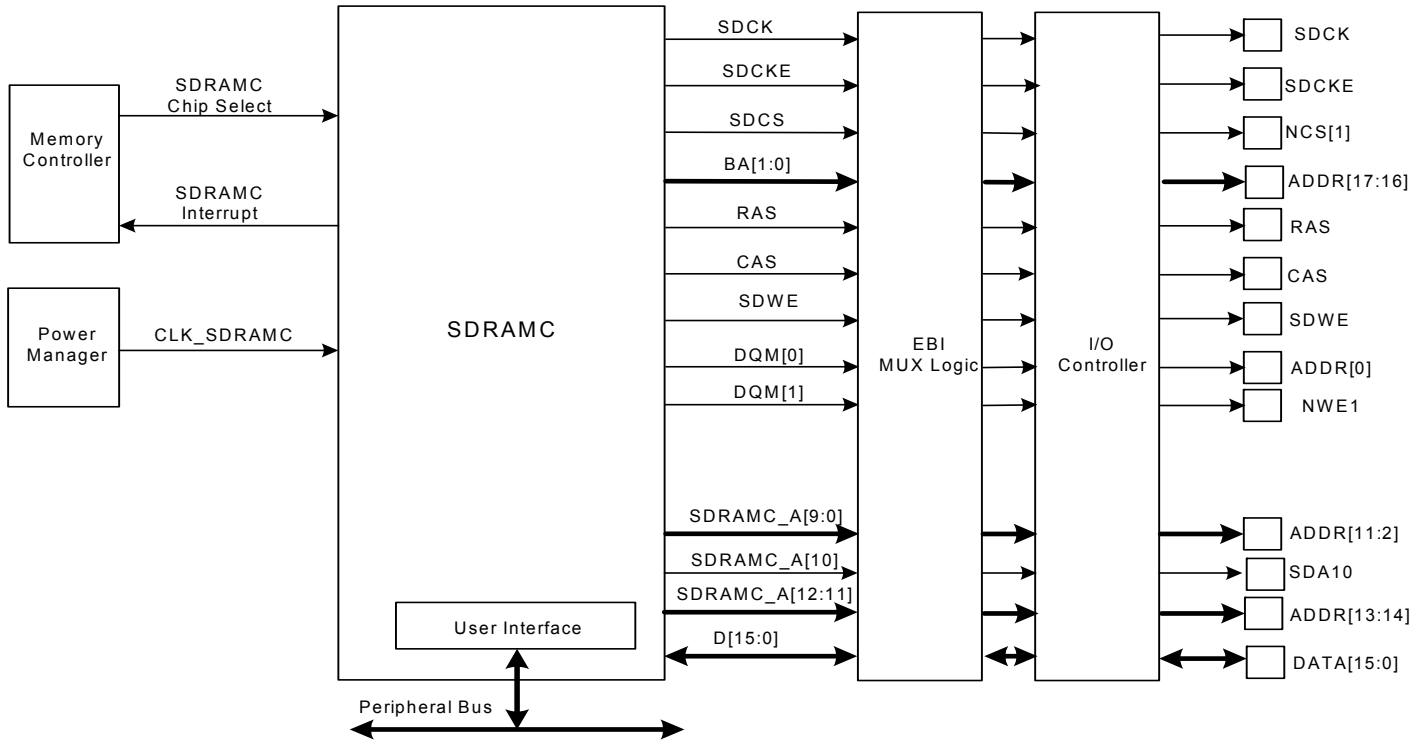 SDRAMC
Chip Select
Memory
Controller
SDRAMC
Interrupt
Power
Manager
CLK_SDRAMC
SDRAMC
User Interface
Peripheral Bus
SDCK
SDCKE
SDCS
BA[1:0]
RAS
CAS
SDWE
DQM[0]
DQM[1]
SDRAMC_A[9:0]
SDRAMC_A[10]
SDRAMC_A[12:11]
D[15:0]
EBI
MUX Logic
I/O
Controller
SDCK
SDCKE
NCS[1]
ADDR[17:16]
RAS
CAS
SDWE
ADDR[0]
NWE1
ADDR[11:2]
SDA10
ADDR[13:14]
DATA[15:0]